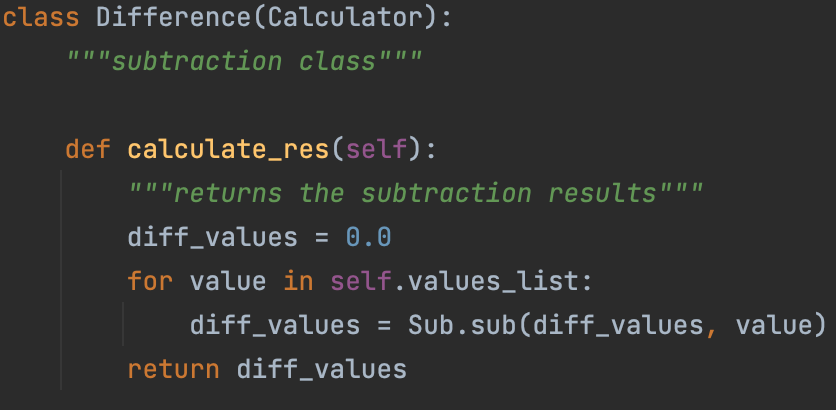 class Difference(Calculator):
    """subtraction class"""
    def calculate_res(self):
        """returns the subtraction results"""
        diff_values = 0.0
        for value in self.values_list:
            diff_values = Sub.sub(diff_values, value)
        return diff_values